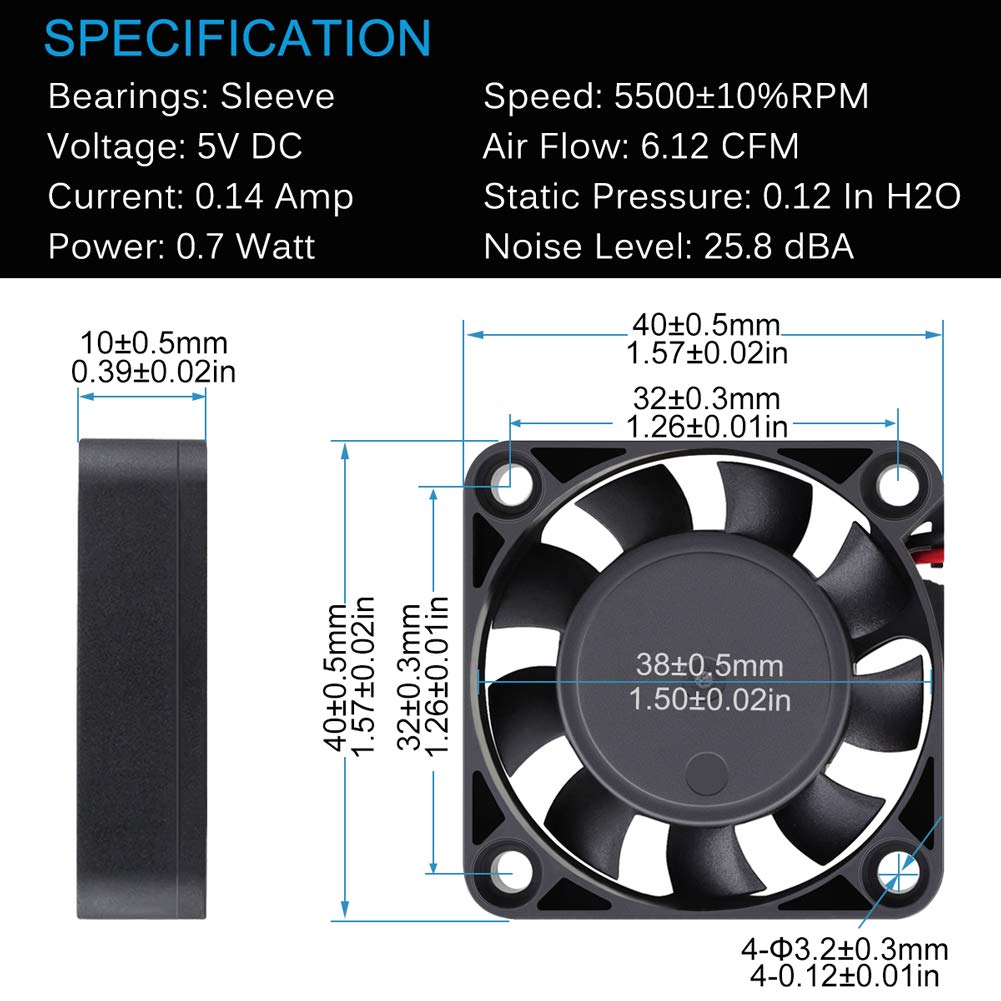 SPECIFICATION
Bearings: Sleeve
Voltage: 5V DC
Current: 0.14 Amp
Power: 0.7 Watt
Speed: 5500±10%RPM
Air Flow: 6.12 CFM
Static Pressure: 0.12 In H2O
Noise Level: 25.8 dBA
10±0.5mm
0.39±0.02in
40±0.5mm
1.57±0.02in
32±0.3mm
1.26±0.01in
40±0.5mm
1.57±0.02in
32±0.3mm
1.26±0.01in
38±0.5mm
1.50±0.02in
4-Φ3.2±0.3mm
4-0.12±0.01in